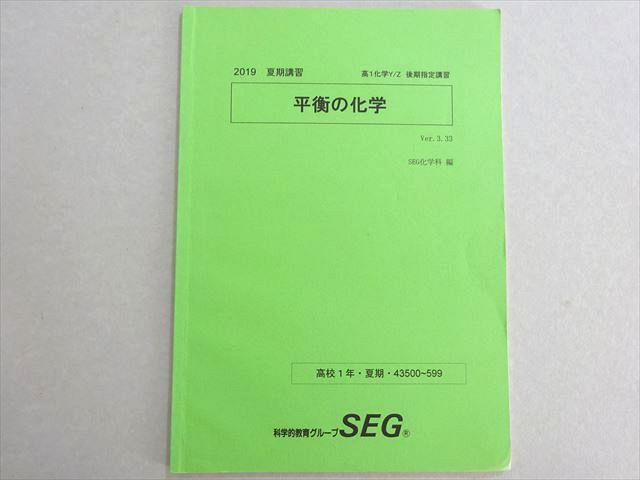 2019　夏期講習　高1化学Y/Z　後期指定講習
平衡の化学
Ver.3.33
SEG化学科 編
高校1年・夏期・43500~599
科学的教育グループSEG®